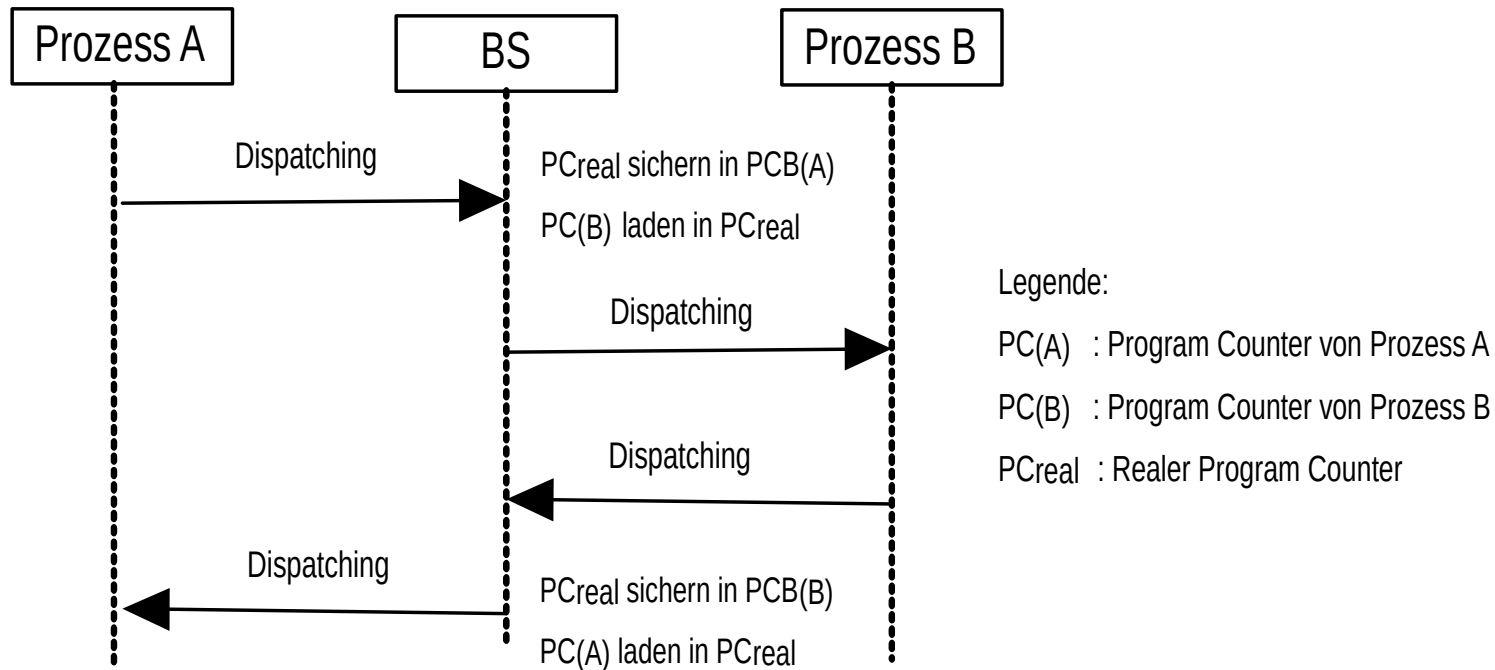 Prozess A
BS
Prozess B
Dispatching
PCreal sichern in PCB(A)
PC(B) laden in PCreal
Dispatching
Legende:
PC(A) : Program Counter von Prozess A
PC(B) : Program Counter von Prozess B
PCreal : Realer Program Counter
Dispatching
Dispatching
PCreal sichern in PCB(B)
PC(A) laden in PCreal